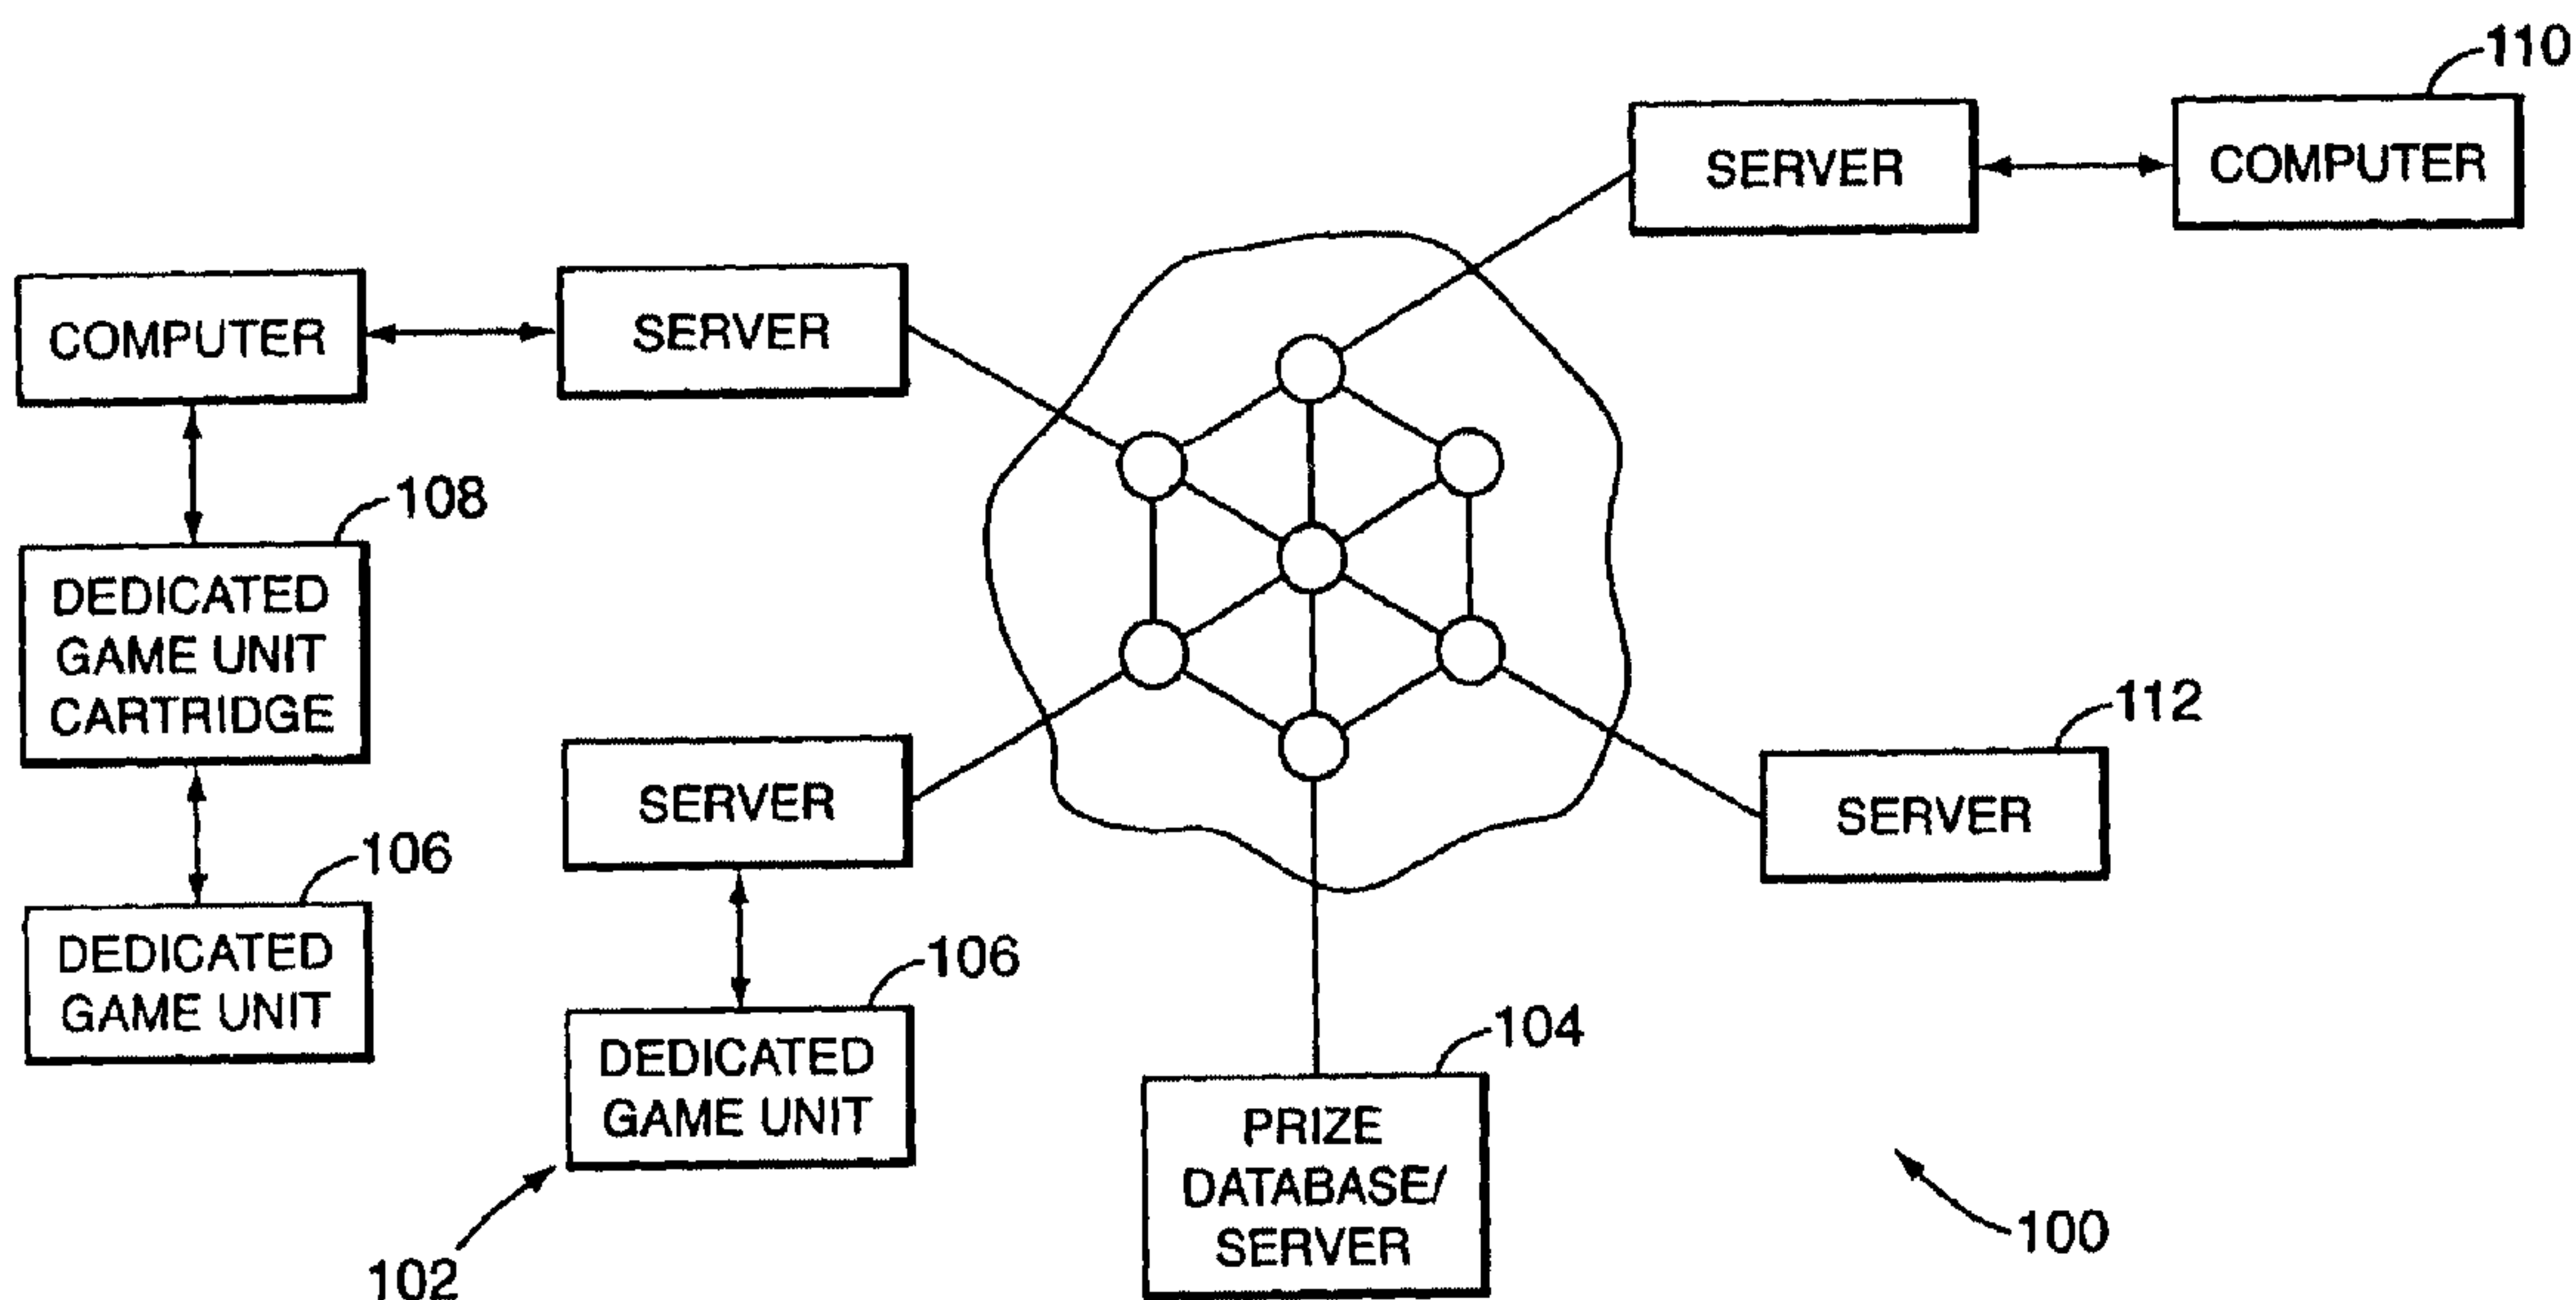 110
SERVER
COMPUTER
COMPUTER
SERVER
108
DEDICATED
GAME UNIT
CARTRIDGE
112
SERVER
SERVER
106
DEDICATED
GAME UNIT
106
DEDICATED
GAME UNIT
102
104
PRIZE
DATABASE/
SERVER
100